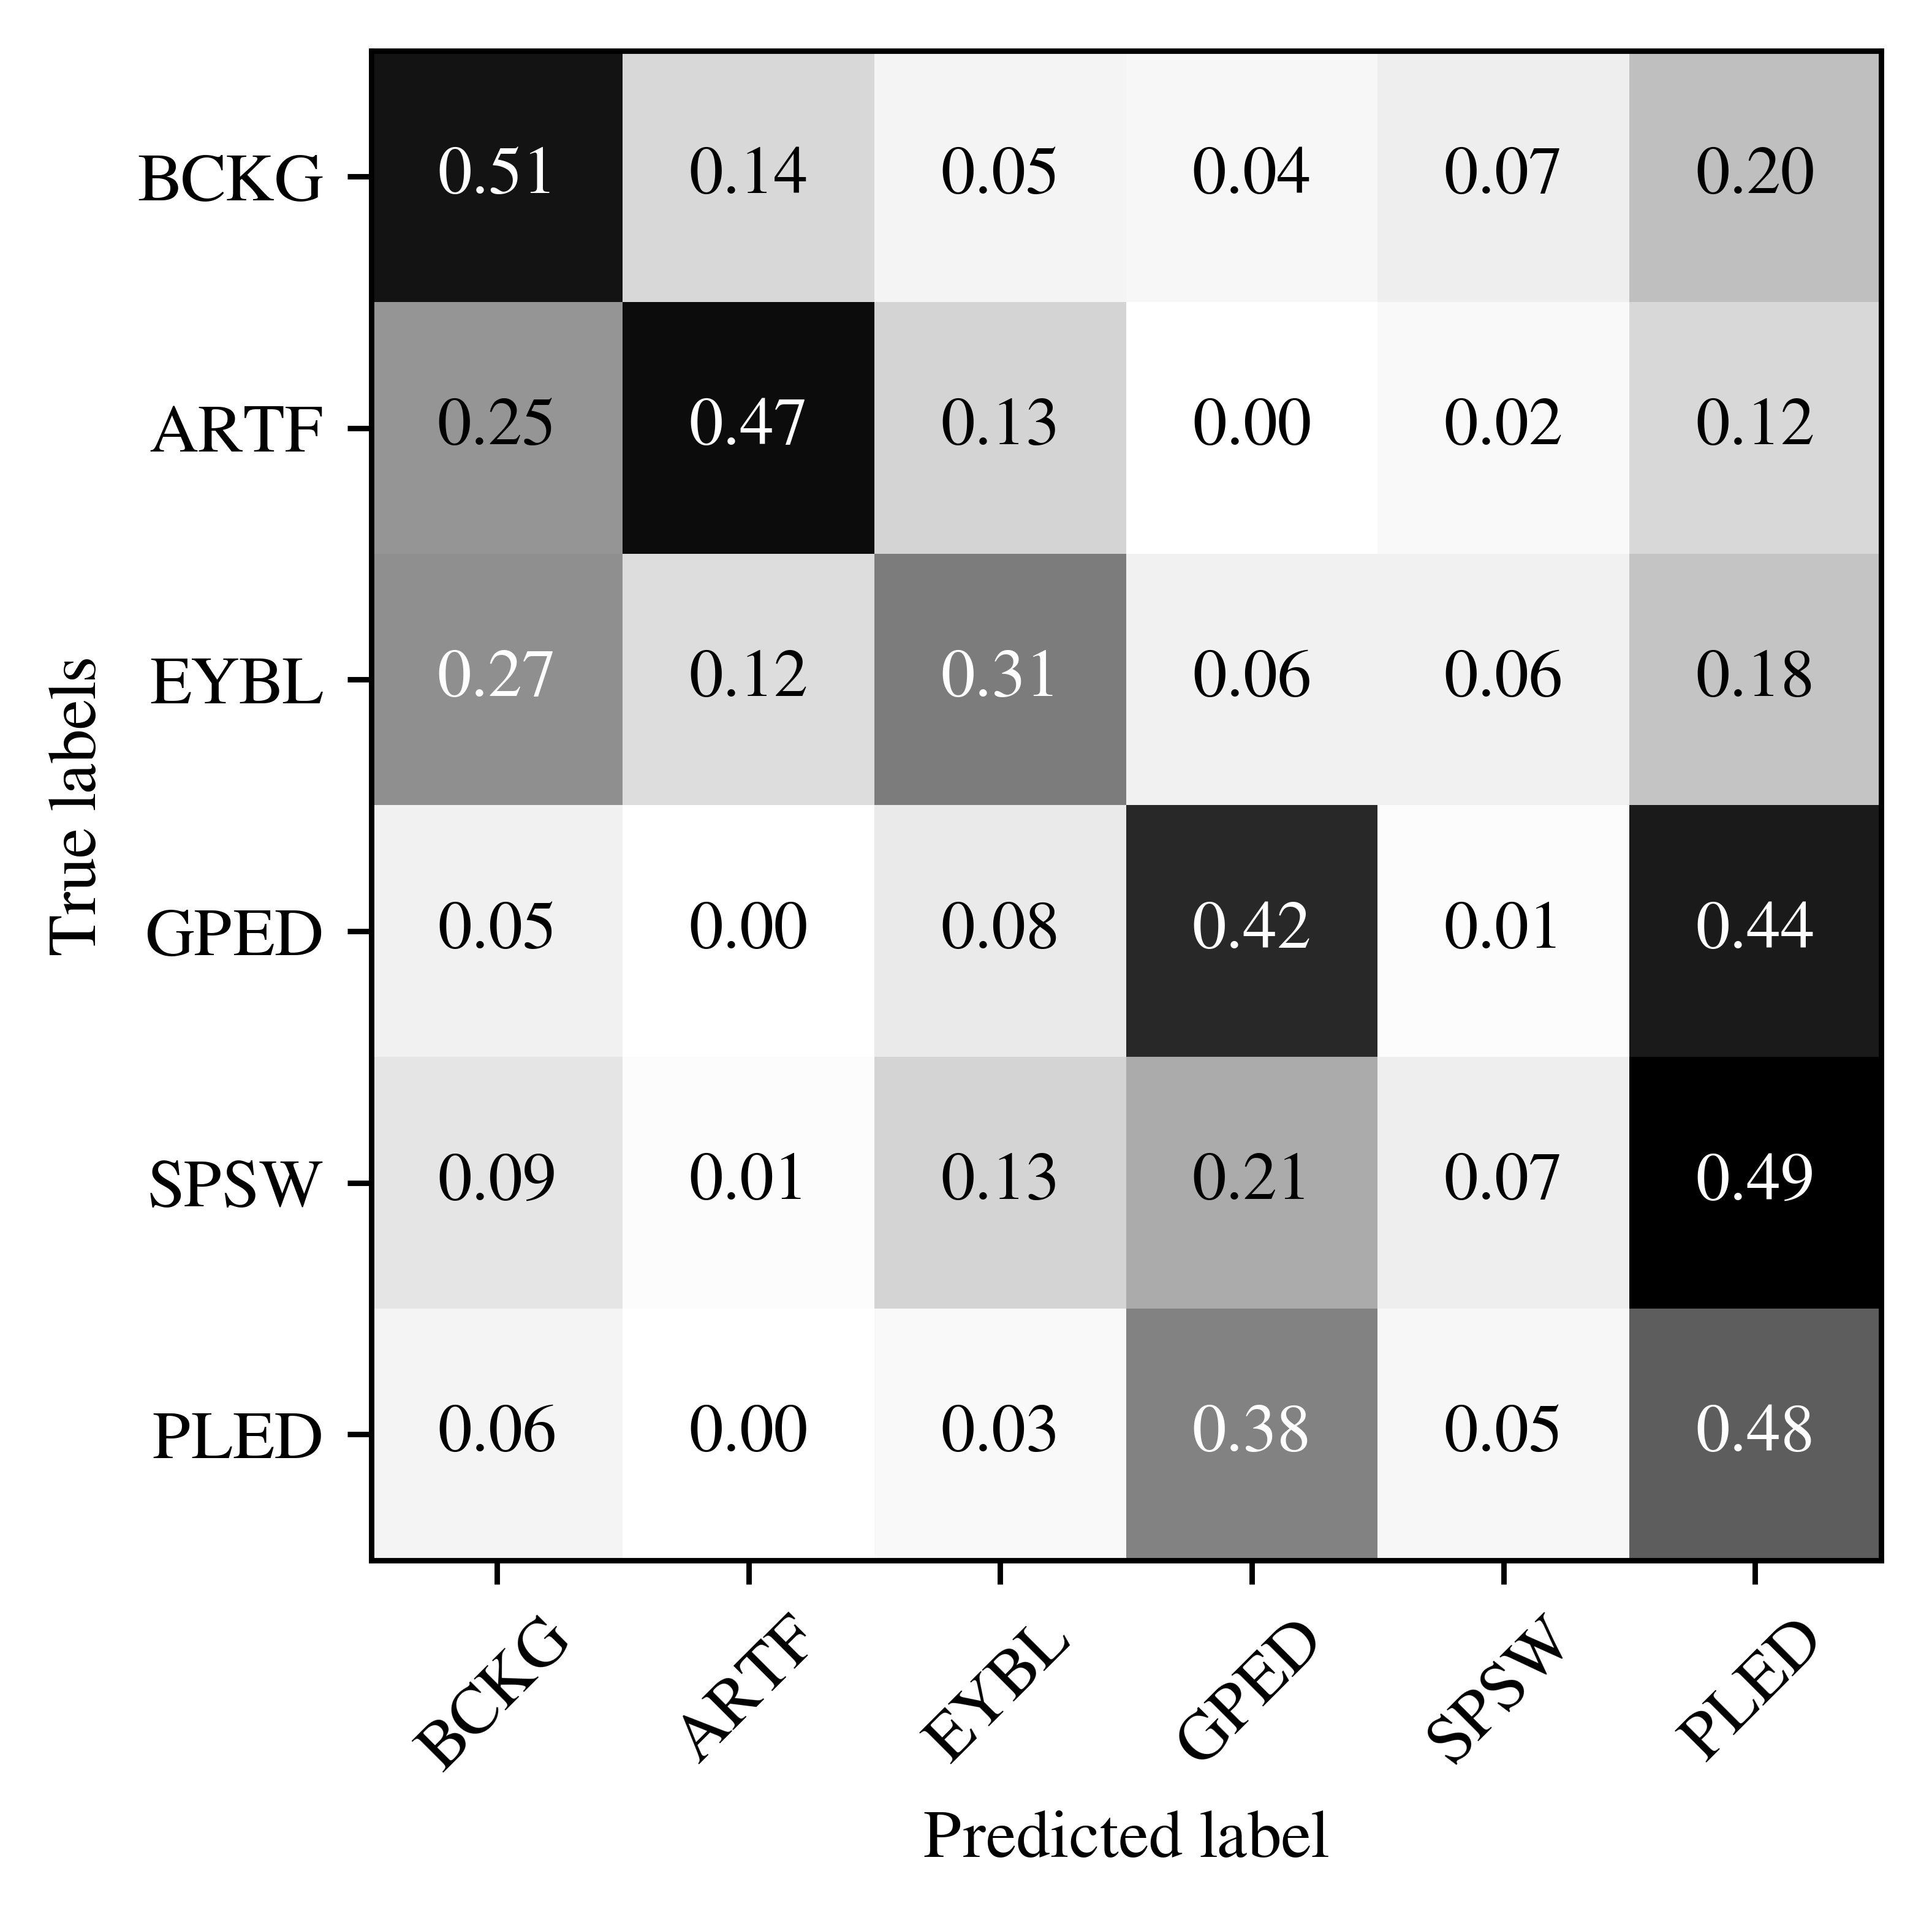 BCKG 0.51 0.14 0.05 0.04 0.07 0.20
ARTF 0.25 0.47 0.13 0.00 0.02 0.12
EYBL 0.27 0.12 0.31 0.06 0.06 0.18
GPED 0.05 0.00 0.08 0.42 0.01 0.44
SPSW 0.09 0.01 0.13 0.21 0.07 0.49
PLED 0.06 0.00 0.03 0.38 0.05 0.48
True labels
BCKG ARTF EYBL GPED SPSW PLED
Predicted label